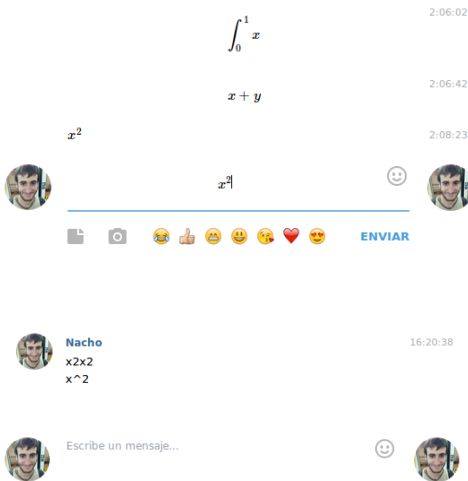 2:06:02
∫₀¹ x
2:06:42
x + y
x² 2:08:23
x²
ENVIAR
Nacho 16:20:38
x2x2
x^2
Escribe un mensaje...